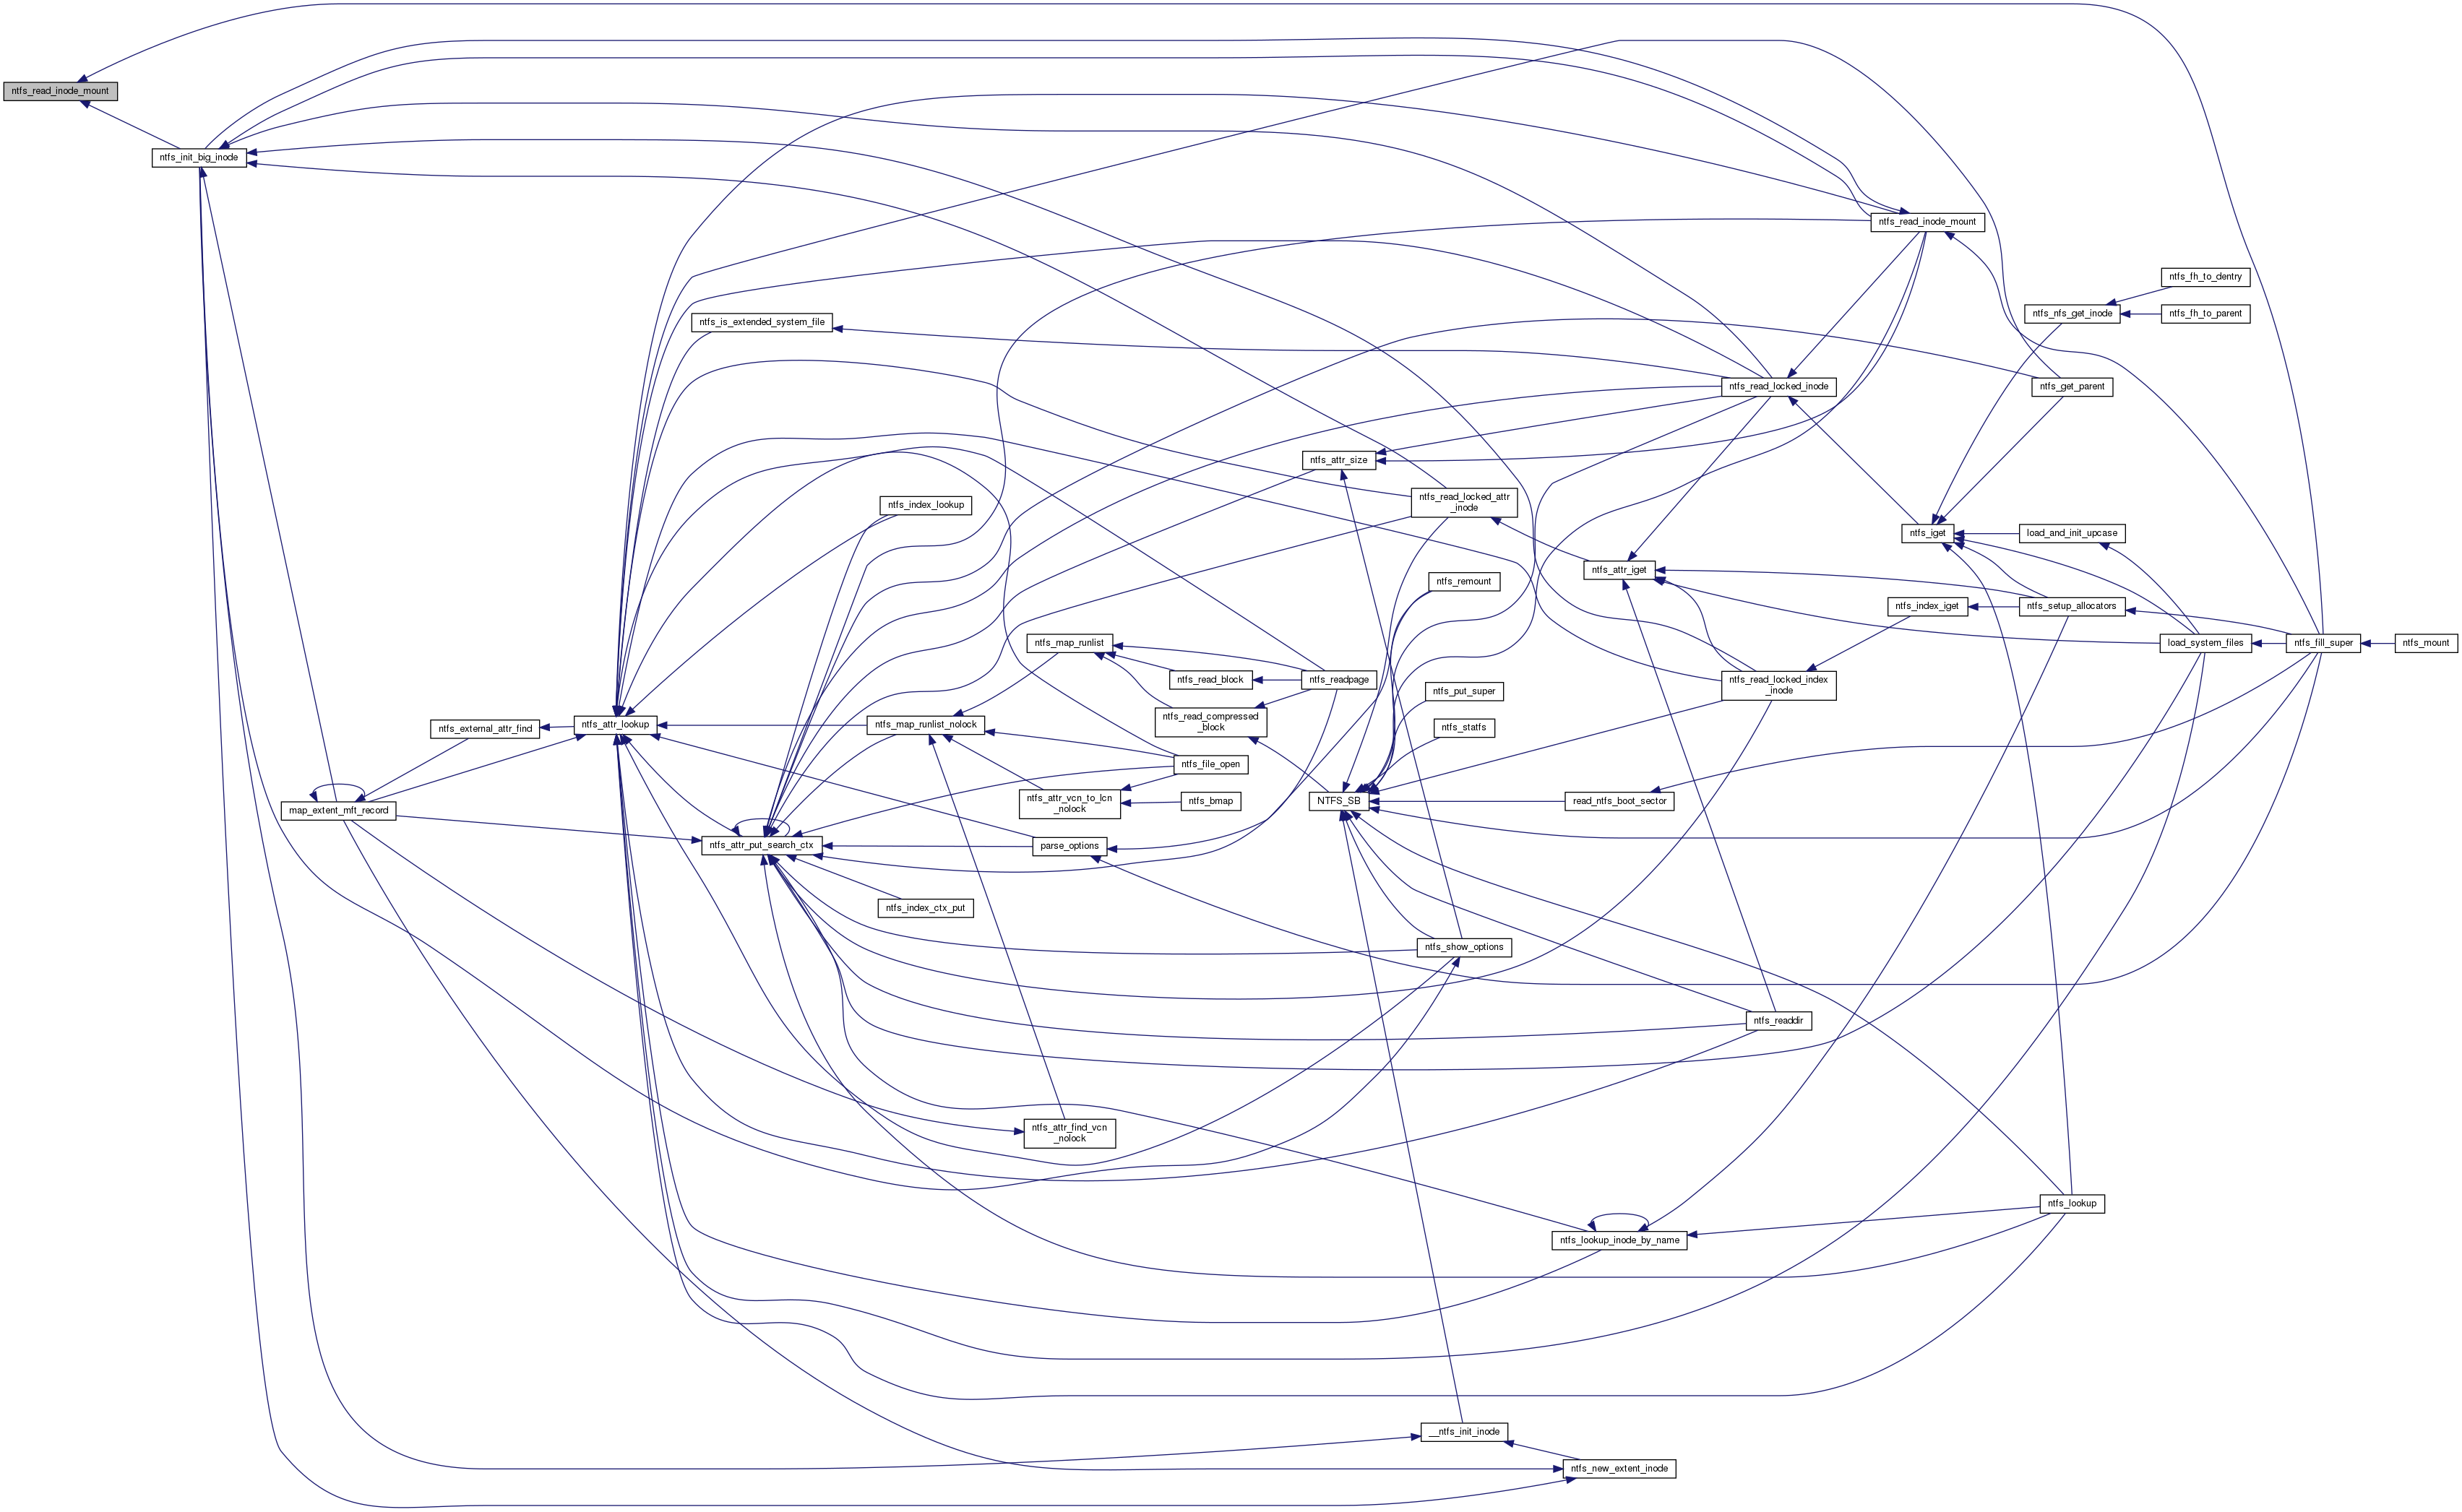 ntfs_read_inode_mount
ntfs_init_big_inode
ntfs_read_inode_mount
ntfs_fh_to_dentry
ntfs_nfs_get_inode
ntfs_fh_to_parent
ntfs_is_extended_system_file
ntfs_read_locked_inode
ntfs_get_parent
ntfs_attr_size
ntfs_read_locked_attr
_inode
ntfs_index_lookup
ntfs_iget
load_and_init_upcase
ntfs_attr_iget
ntfs_remount
ntfs_index_iget
ntfs_setup_allocators
ntfs_map_runlist
load_system_files
ntfs_fill_super
ntfs_mount
ntfs_read_block
ntfs_readpage
ntfs_read_locked_index
_inode
ntfs_put_super
ntfs_read_compressed
_block
ntfs_external_attr_find
ntfs_attr_lookup
ntfs_map_runlist_nolock
ntfs_statfs
ntfs_file_open
map_extent_mft_record
ntfs_attr_vcn_to_lcn
_nolock
ntfs_bmap
NTFS_SB
read_ntfs_boot_sector
ntfs_attr_put_search_ctx
parse_options
ntfs_index_ctx_put
ntfs_show_options
ntfs_readdir
ntfs_attr_find_vcn
_nolock
ntfs_lookup
ntfs_lookup_inode_by_name
__ntfs_init_inode
ntfs_new_extent_inode